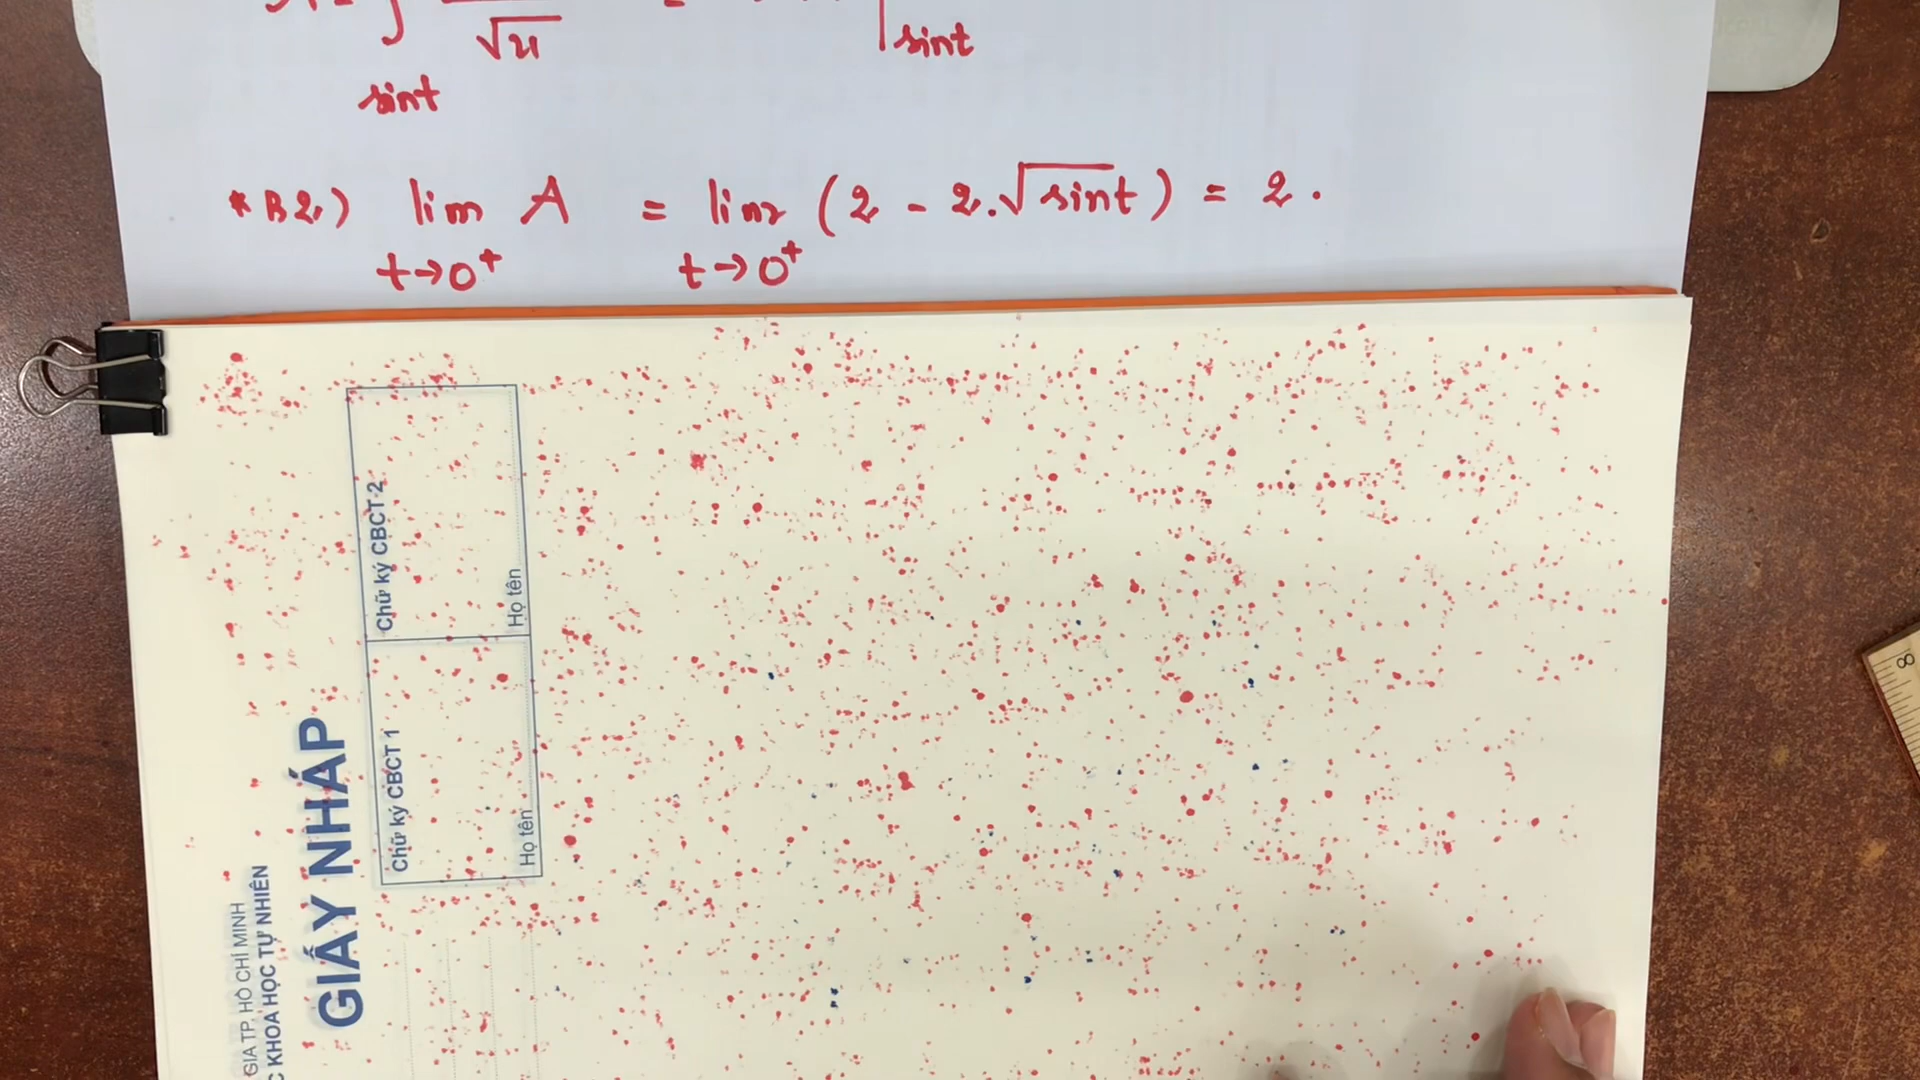 √u
sint
sint
* B2,) lim A = lim (2 - 2.√sint) = 2.
t→0⁺ t→0⁺
Chữ ký CBCT 2
Họ tên
Chữ ký CBCT 1
Họ tên
GIẤY NHÁP
GIA TP, HỒ CHÍ MINH
KHOA HỌC TỰ NHIÊN
8